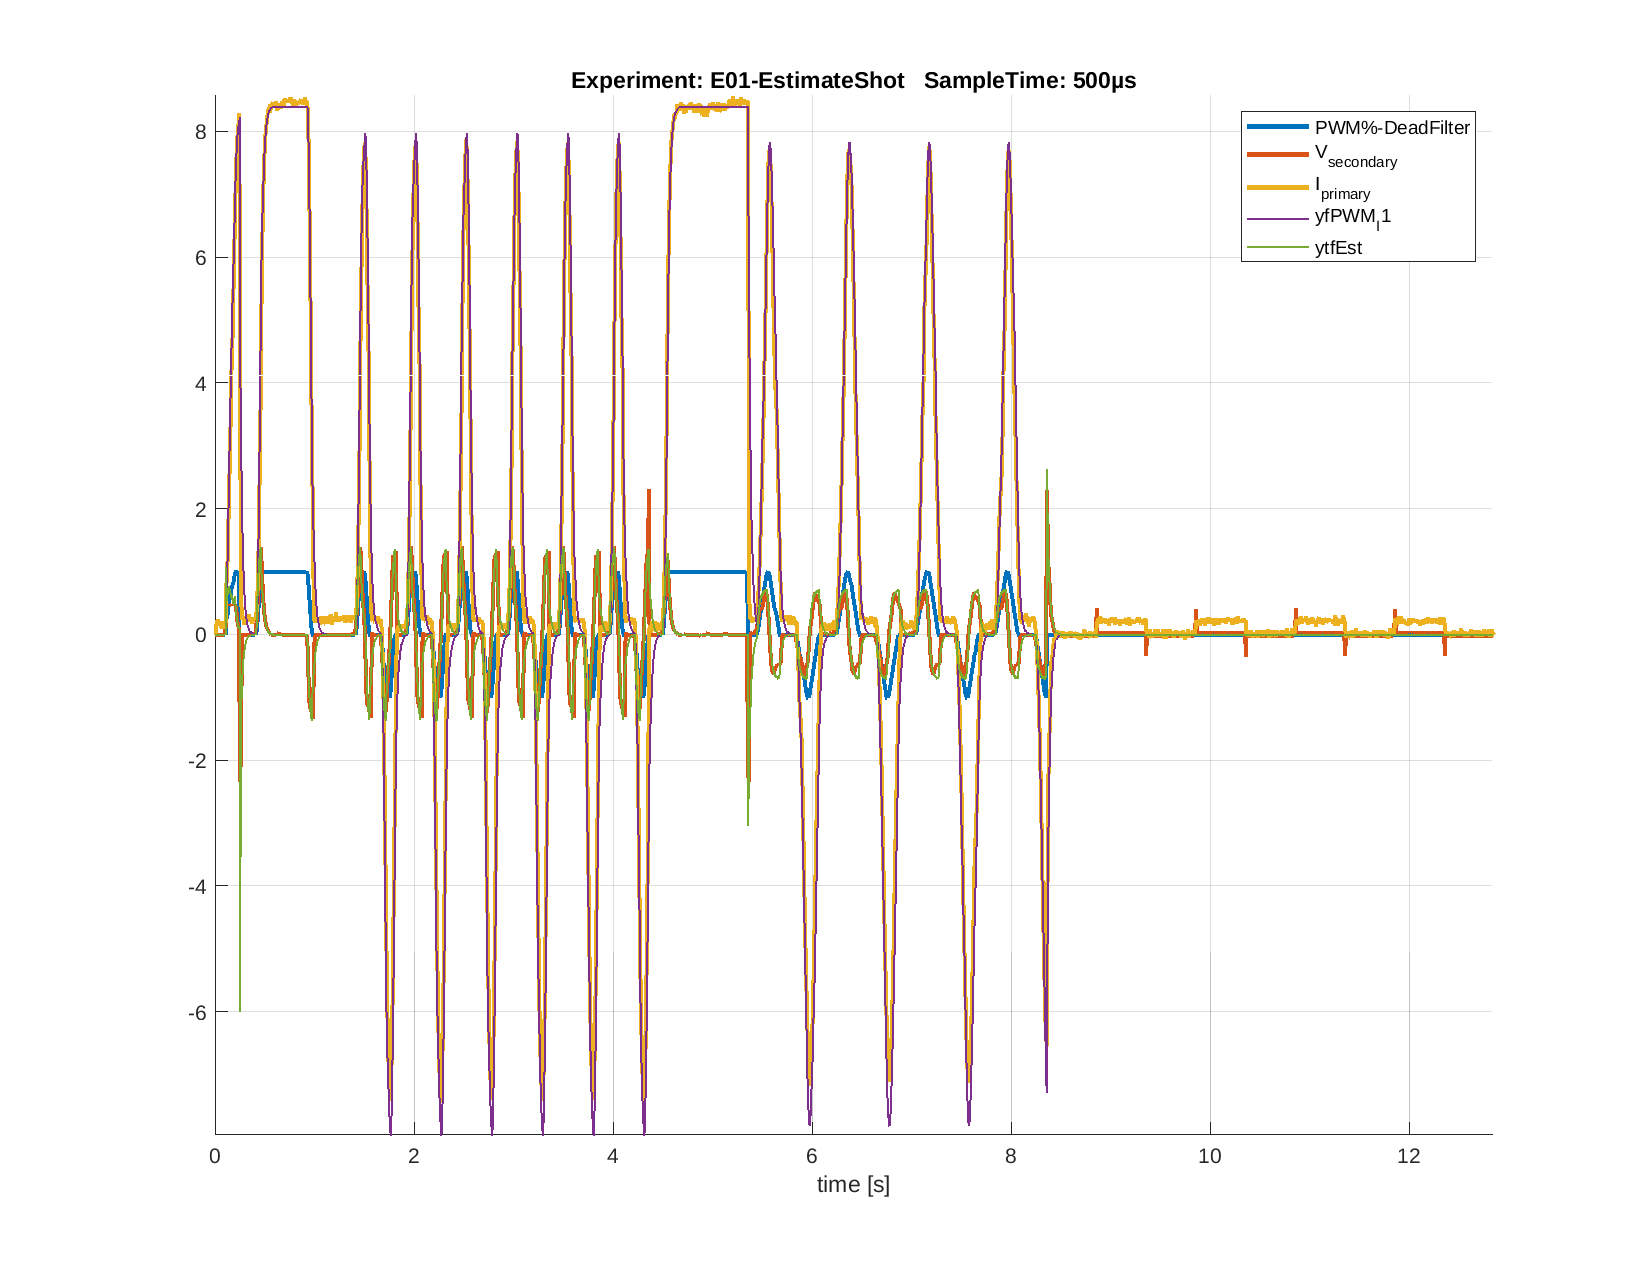 Experiment: E01-EstimateShot   SampleTime: 500µs
PWM%-DeadFilter
Vsecondary
Iprimary
yfPWMI1
ytfEst
8
6
4
2
0
-2
-4
-6
0 2 4 6 8 10 12
time [s]